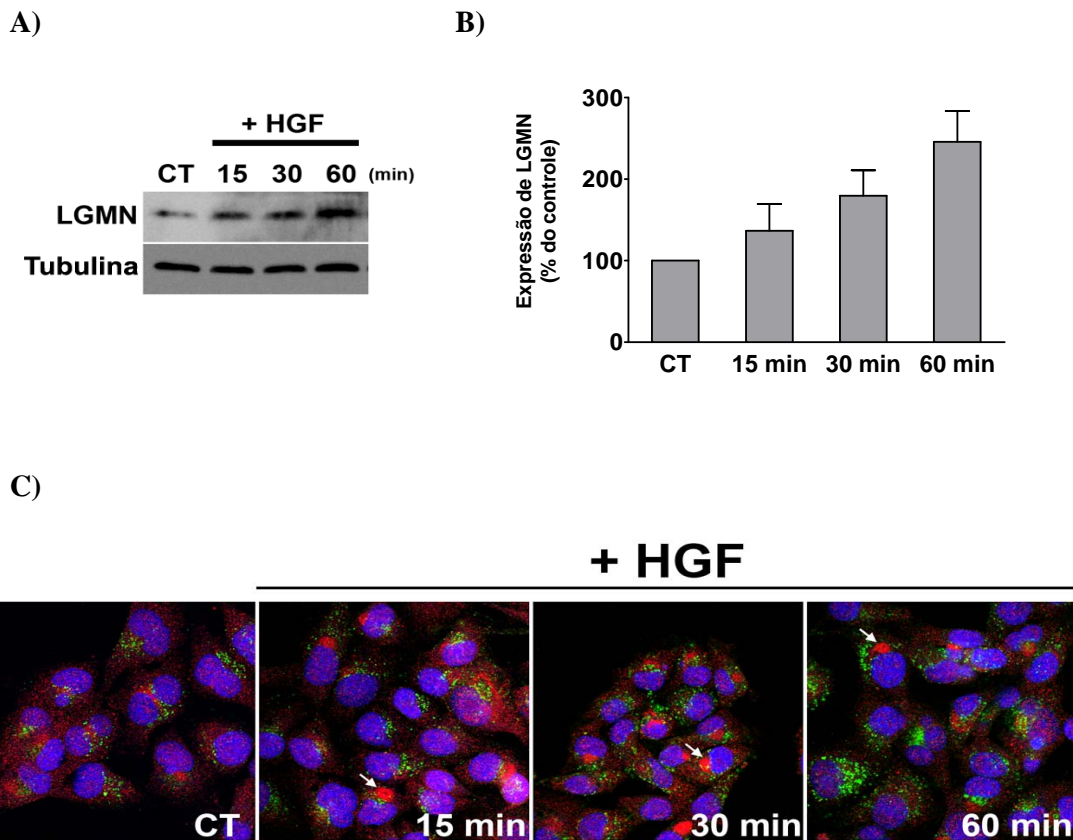 A)
B)
+ HGF
CT 15 30 60 (min)
LGMN
Tubulina
Expressão de LGMN
(% do controle)
300
200
100
0
CT 15 min 30 min 60 min
C)
+ HGF
CT 15 min 30 min 60 min